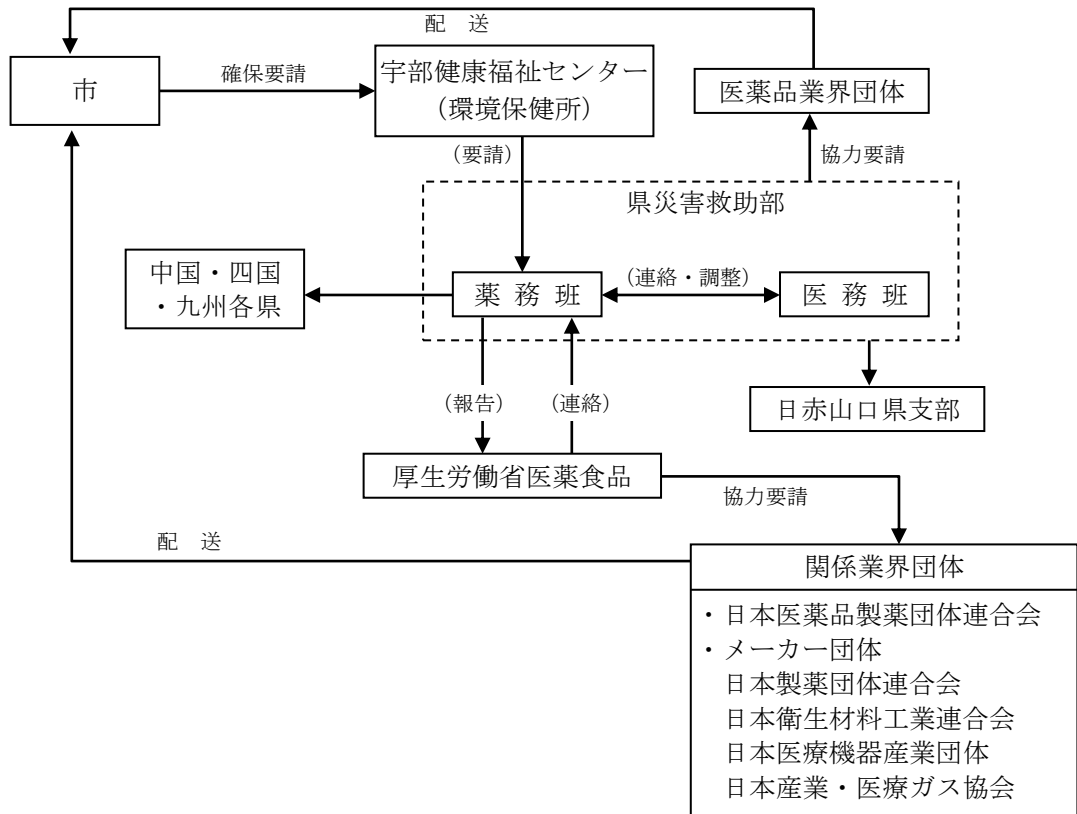 配　送
市
確保要請
宇部健康福祉センター
（環境保健所）
医薬品業界団体
（要請）
協力要請
県災害救助部
中国・四国
・九州各県
薬 務 班
（連絡・調整）
医 務 班
（報告）
（連絡）
日赤山口県支部
厚生労働省医薬食品
協力要請
配　送
関係業界団体
・日本医薬品製薬団体連合会
・メーカー団体
日本製薬団体連合会
日本衛生材料工業連合会
日本医療機器産業団体
日本産業・医療ガス協会